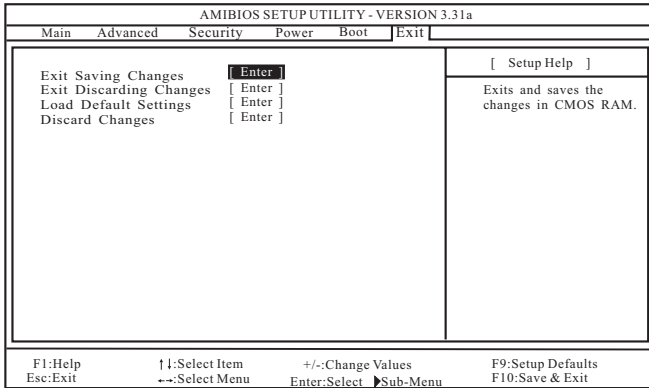 AMIBIOS SETUP UTILITY - VERSION 3.31a
Main Advanced Security Power Boot Exit
[ Setup Help ]
Exit Saving Changes [ Enter ]
Exit Discarding Changes [ Enter ]
Load Default Settings [ Enter ]
Discard Changes [ Enter ]
Exits and saves the
changes in CMOS RAM.
F1:Help ↑↓:Select Item +/-:Change Values F9:Setup Defaults
Esc:Exit ←→:Select Menu Enter:Select ▶Sub-Menu F10:Save & Exit